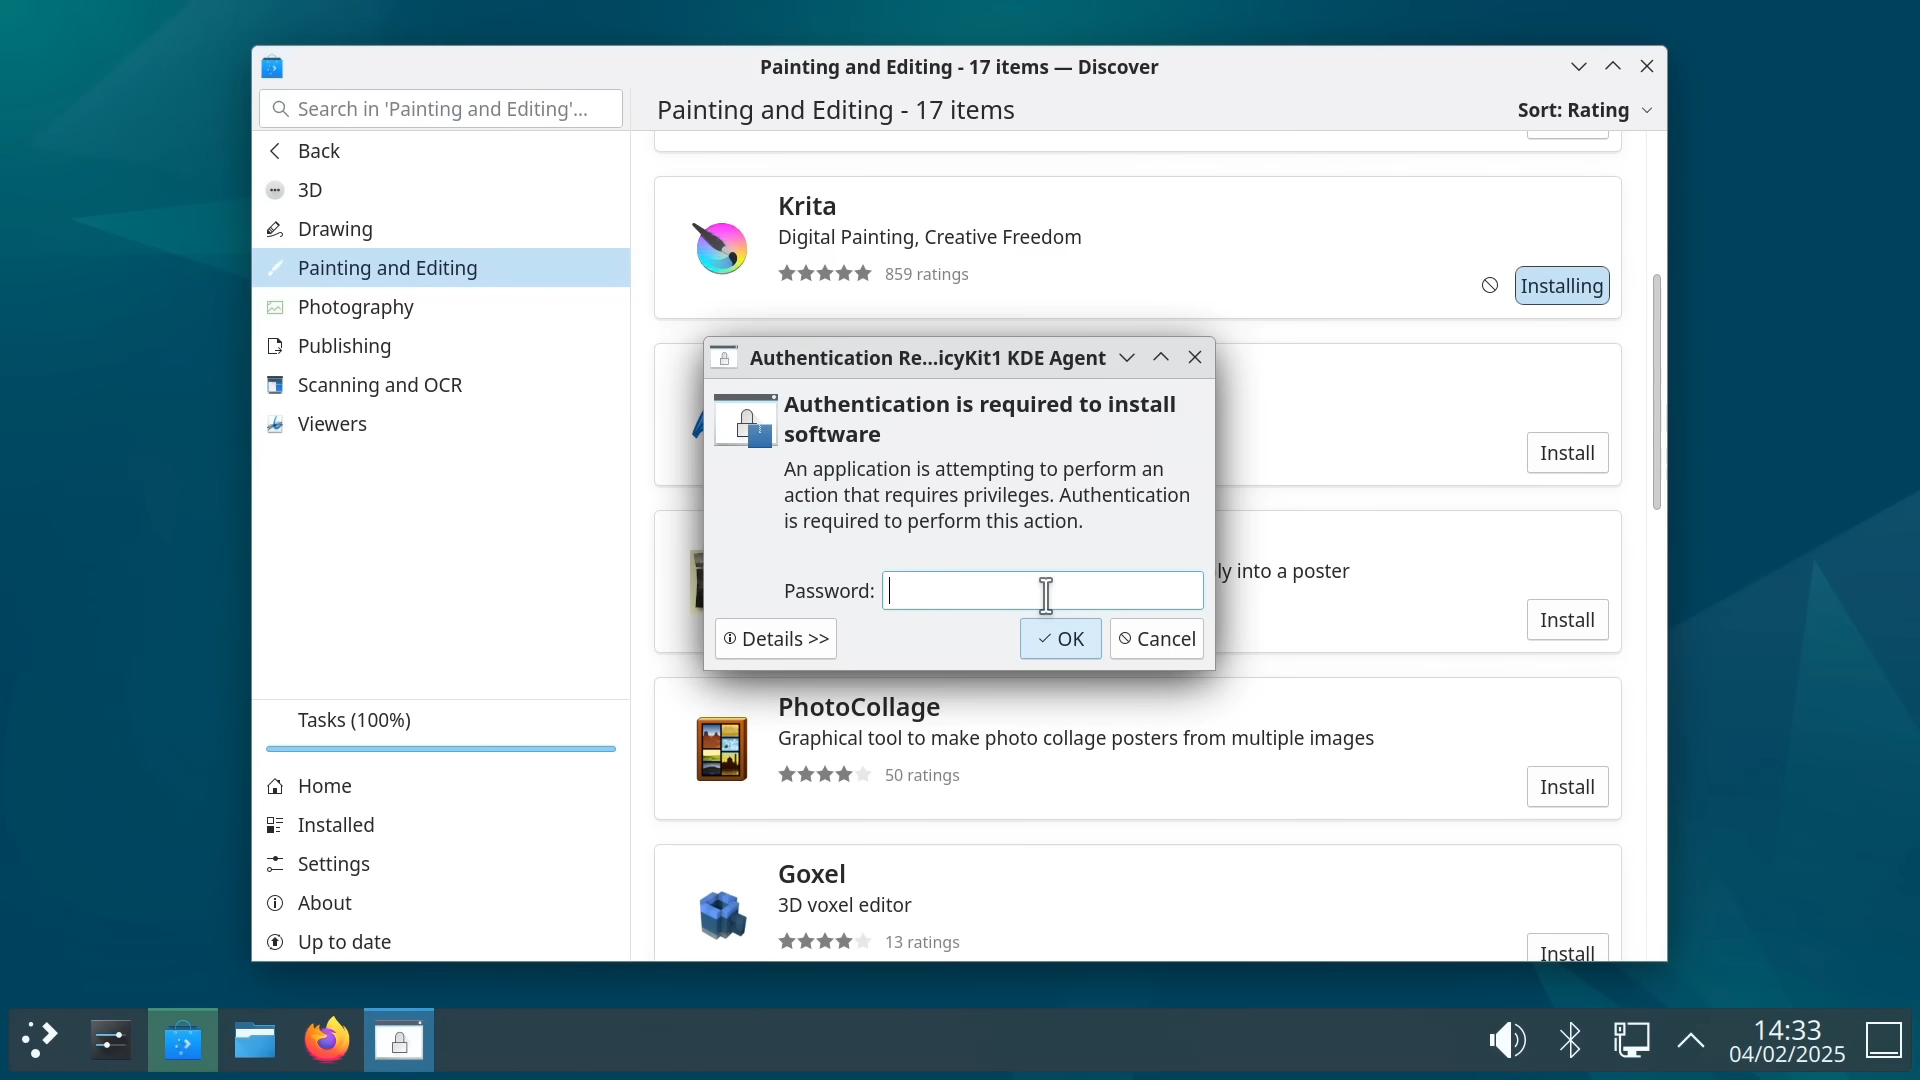 Painting and Editing - 17 items — Discover
Search in 'Painting and Editing'...
Painting and Editing - 17 items
Sort: Rating
Back
3D
Drawing
Painting and Editing
Photography
Publishing
Scanning and OCR
Viewers
Tasks (100%)
Home
Installed
Settings
About
Up to date
Krita
Digital Painting, Creative Freedom
859 ratings
Installing
Install
ly into a poster
Install
PhotoCollage
Graphical tool to make photo collage posters from multiple images
50 ratings
Install
Goxel
3D voxel editor
13 ratings
Install
Authentication Re...icyKit1 KDE Agent
Authentication is required to install
software
An application is attempting to perform an
action that requires privileges. Authentication
is required to perform this action.
Password:
Details >>
OK
Cancel
14:33
04/02/2025